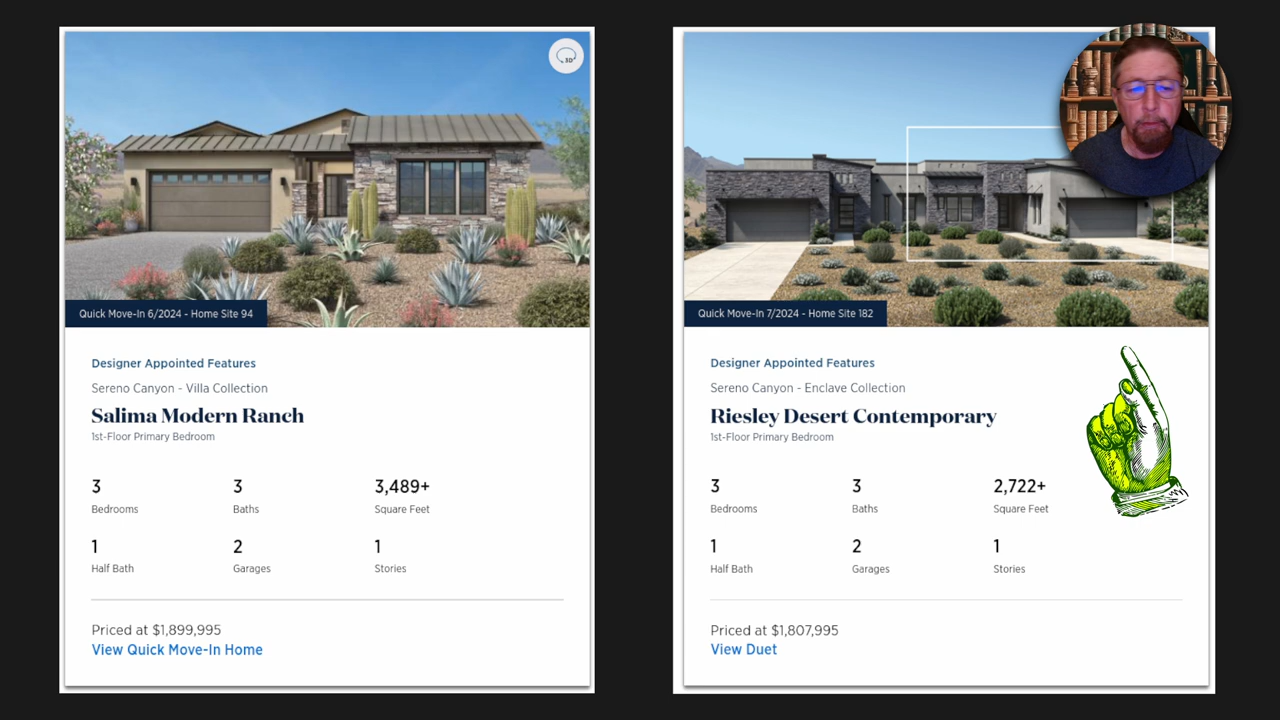 3D
Quick Move-In 6/2024 - Home Site 94
Designer Appointed Features
Sereno Canyon - Villa Collection
Salima Modern Ranch
1st-Floor Primary Bedroom
3
3
3,489+
Bedrooms
Baths
Square Feet
1
2
1
Half Bath
Garages
Stories
Priced at $1,899,995
View Quick Move-In Home
Quick Move-In 7/2024 - Home Site 182
Designer Appointed Features
Sereno Canyon - Enclave Collection
Riesley Desert Contemporary
1st-Floor Primary Bedroom
3
3
2,722+
Bedrooms
Baths
Square Feet
1
2
1
Half Bath
Garages
Stories
Priced at $1,807,995
View Duet